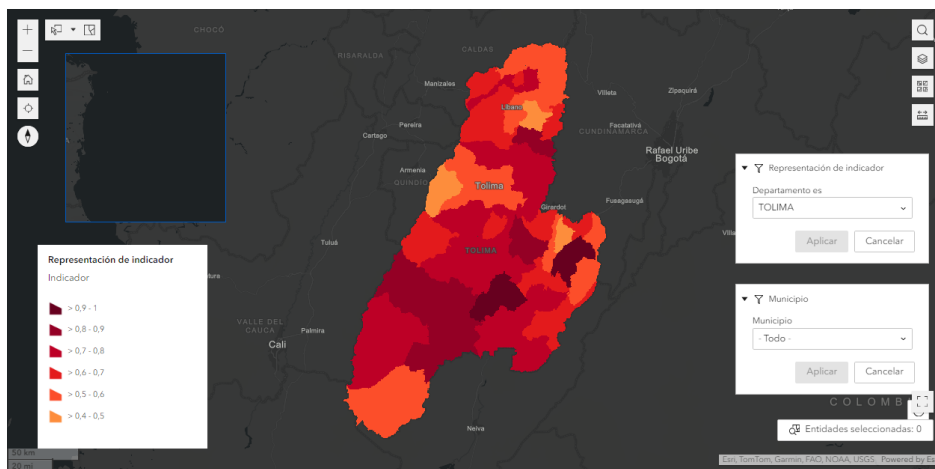 CHOCÓ
RISARALDA
CALDAS
Manizales
Villeta
Zipaquirá
Líbano
Pereira
Cartago
Facatativá
CUNDINAMARCA
Rafael Uribe
Bogotá
Armenia
QUINDIO
Tolima
Girardot
Fusagasugá
Tuluá
TOLIMA
VALLE DEL
CAUCA
Palmira
Cali
Neiva
COLOMB
Representación de indicador
Indicador
> 0,9 - 1
> 0,8 - 0,9
> 0,7 - 0,8
> 0,6 - 0,7
> 0,5 - 0,6
> 0,4 - 0,5
Representación de indicador
Departamento es
TOLIMA
Aplicar
Cancelar
Municipio
Municipio
- Todo -
Aplicar
Cancelar
Entidades seleccionadas: 0
50 km
20 mi
Esri, TomTom, Garmin, FAO, NOAA, USGS. Powered by Es